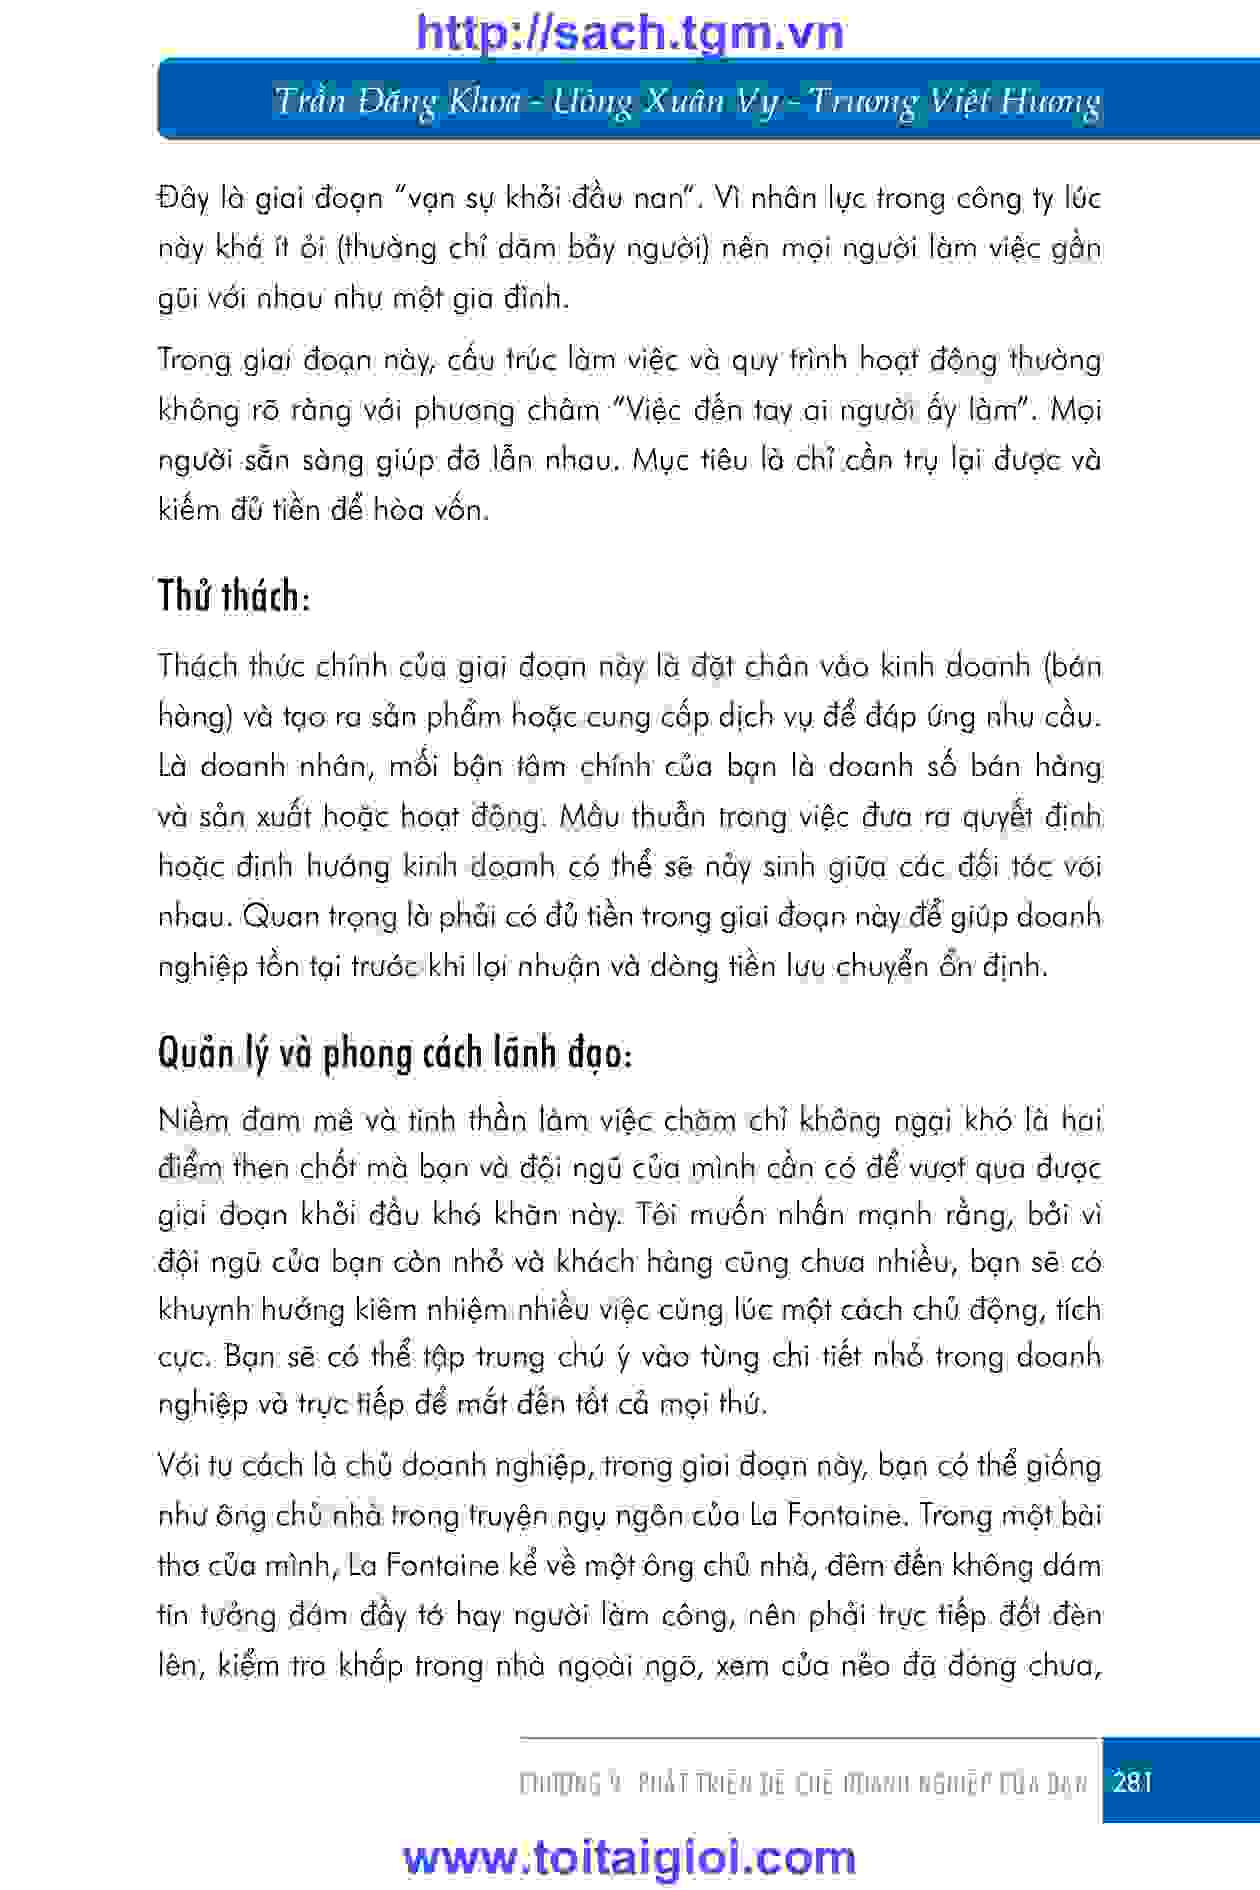 http://sach.tgm.vn
Trần Đăng Khoa - Uông Xuân Vy - Trương Việt Hương
Đây là giai đoạn “vạn sự khởi đầu nan”. Vì nhân lực trong công ty lúc
này khá ít ỏi (thường chỉ dăm bảy người) nên mọi người làm việc gần
gũi với nhau như một gia đình.
Trong giai đoạn này, cấu trúc làm việc và quy trình hoạt động thường
không rõ ràng với phương châm “Việc đến tay ai người ấy làm”. Mọi
người sẵn sàng giúp đỡ lẫn nhau. Mục tiêu là chỉ cần trụ lại được và
kiếm đủ tiền để hòa vốn.
Thử thách:
Thách thức chính của giai đoạn này là đặt chân vào kinh doanh (bán
hàng) và tạo ra sản phẩm hoặc cung cấp dịch vụ để đáp ứng nhu cầu.
Là doanh nhân, mối bận tâm chính của bạn là doanh số bán hàng
và sản xuất hoặc hoạt động. Mâu thuẫn trong việc đưa ra quyết định
hoặc định hướng kinh doanh có thể sẽ nảy sinh giữa các đối tác với
nhau. Quan trọng là phải có đủ tiền trong giai đoạn này để giúp doanh
nghiệp tồn tại trước khi lợi nhuận và dòng tiền lưu chuyển ổn định.
Quản lý và phong cách lãnh đạo:
Niềm đam mê và tinh thần làm việc chăm chỉ không ngại khó là hai
điểm then chốt mà bạn và đội ngũ của mình cần có để vượt qua được
giai đoạn khởi đầu khó khăn này. Tôi muốn nhấn mạnh rằng, bởi vì
đội ngũ của bạn còn nhỏ và khách hàng cũng chưa nhiều, bạn sẽ có
khuynh hướng kiêm nhiệm nhiều việc cùng lúc một cách chủ động, tích
cực. Bạn sẽ có thể tập trung chú ý vào từng chi tiết nhỏ trong doanh
nghiệp và trực tiếp để mắt đến tất cả mọi thứ.
Với tư cách là chủ doanh nghiệp, trong giai đoạn này, bạn có thể giống
như ông chủ nhà trong truyện ngụ ngôn của La Fontaine. Trong một bài
thơ của mình, La Fontaine kể về một ông chủ nhà, đêm đến không dám
tin tưởng đám đầy tớ hay người làm công, nên phải trực tiếp đốt đèn
lên, kiểm tra khắp trong nhà ngoài ngõ, xem cửa nẻo đã đóng chưa,
CHƯƠNG 9: PHÁT TRIỂN ĐẾ CHẾ DOANH NGHIỆP CỦA BẠN 281
www.toitaigioi.com